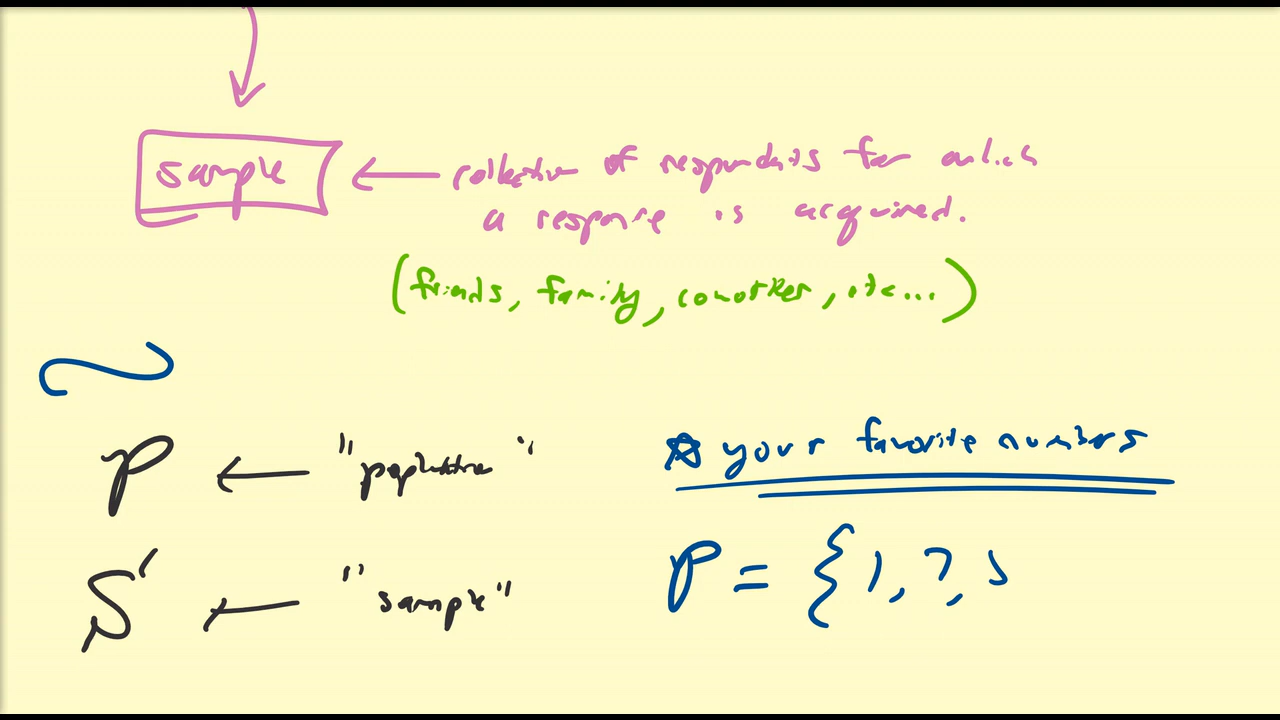 sample ← collection of respondents for which
a response is acquired.
(friends, family, coworker, etc...)
P ← "population"
S ← "sample"
☆ your favorite numbers
P = { 1, 7,